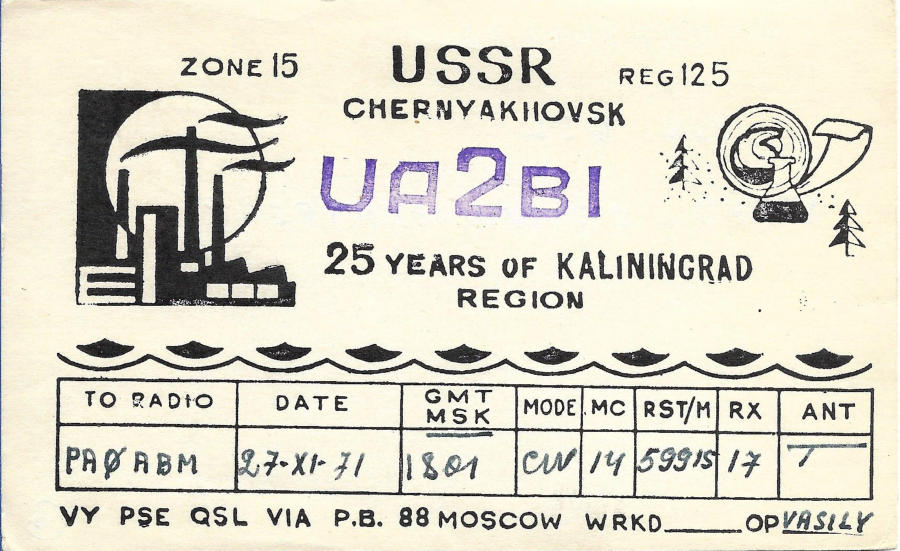 ZONE 15 USSR REG 125
CHERNYAKHOVSK
UA2BI
25 YEARS OF KALININGRAD
REGION
TO RADIO DATE GMT MSK MODE MC RST/M RX ANT
PAØABM 27-XI-71 1801 CW 14 59915 17 T
VY PSE QSL VIA P.B. 88 MOSCOW WRKD______OP VASILY